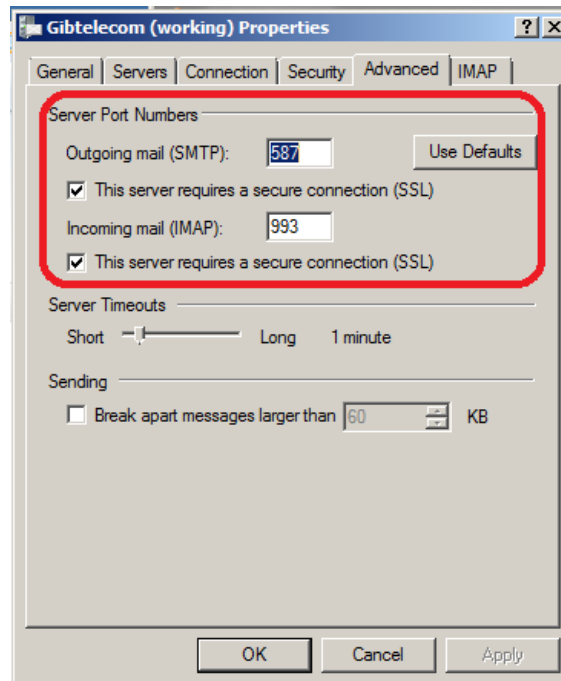 Gibtelecom (working) Properties
General Servers Connection Security Advanced IMAP
Server Port Numbers
Outgoing mail (SMTP): 587 Use Defaults
This server requires a secure connection (SSL)
Incoming mail (IMAP): 993
This server requires a secure connection (SSL)
Server Timeouts
Short Long 1 minute
Sending
Break apart messages larger than 60 KB
OK Cancel Apply